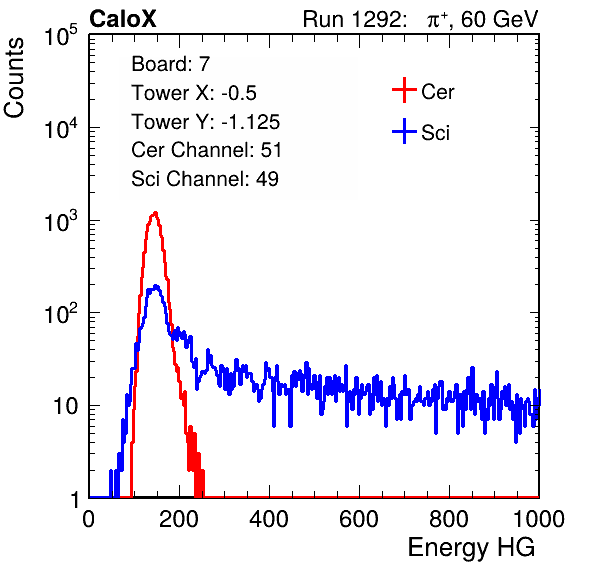 CaloX Run 1292: π⁺, 60 GeV
Counts
Board: 7
Tower X: -0.5
Tower Y: -1.125
Cer Channel: 51
Sci Channel: 49
Cer
Sci
10⁵
10⁴
10³
10²
10
1
0 200 400 600 800 1000
Energy HG